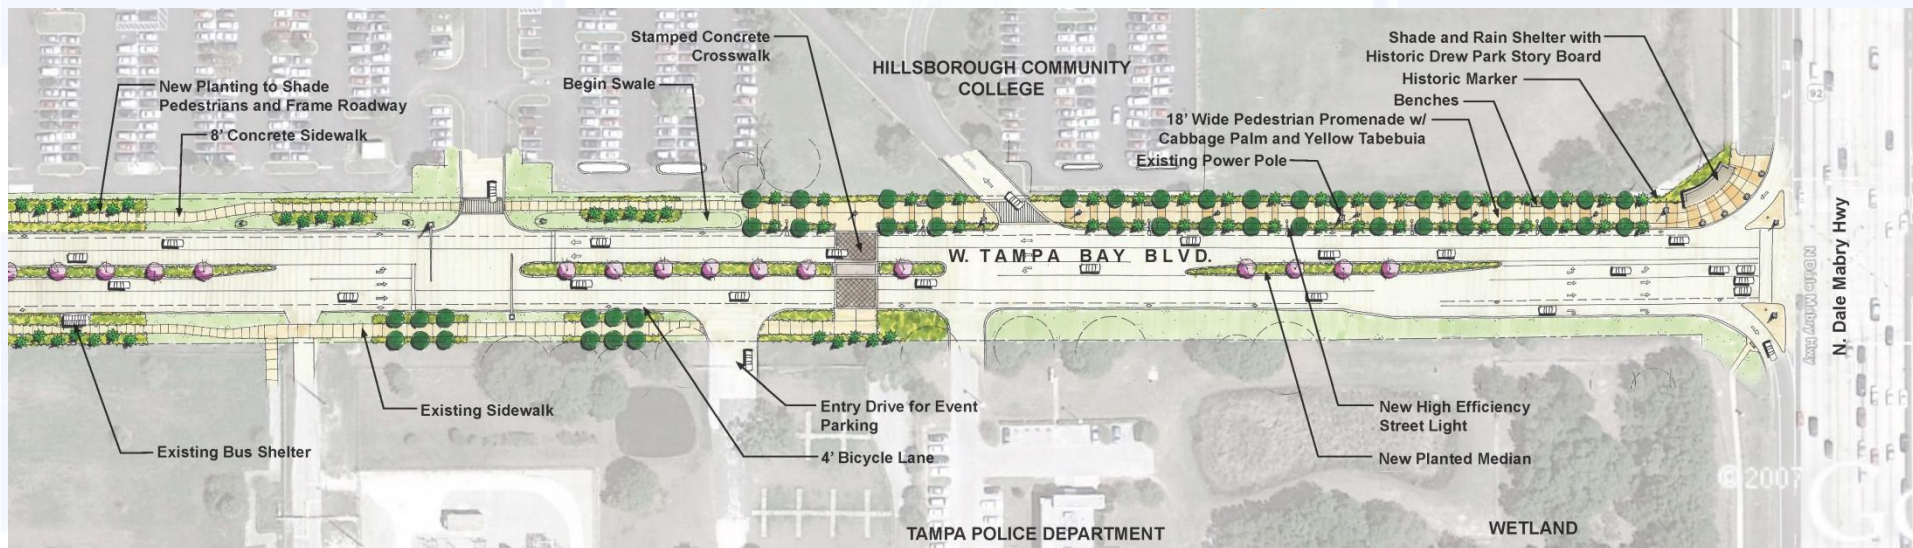 Stamped Concrete
Crosswalk
Shade and Rain Shelter with
Historic Drew Park Story Board
HILLSBOROUGH COMMUNITY
COLLEGE
Historic Marker
New Planting to Shade
Pedestrians and Frame Roadway
Begin Swale
Benches
18' Wide Pedestrian Promenade w/
Cabbage Palm and Yellow Tabebuia
8' Concrete Sidewalk
Existing Power Pole
92
W. TAMPA BAY BLVD.
N. Dale Mabry Hwy
N Dale Mabry Hwy
Existing Sidewalk
Entry Drive for Event
Parking
New High Efficiency
Street Light
Existing Bus Shelter
4' Bicycle Lane
New Planted Median
© 2007
Go
TAMPA POLICE DEPARTMENT
WETLAND